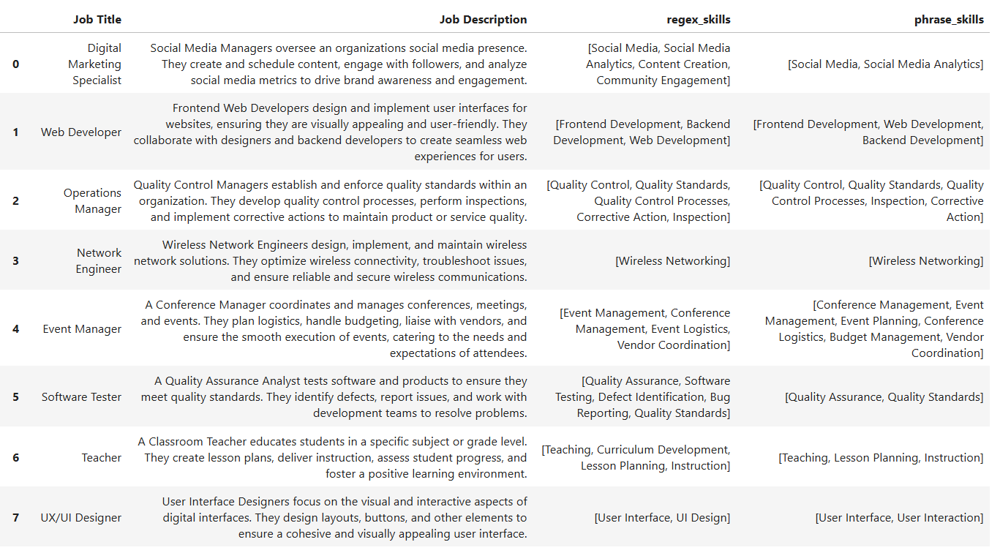 Job Title Job Description regex_skills phrase_skills
0
Digital
Marketing
Specialist
Social Media Managers oversee an organizations social media presence.
They create and schedule content, engage with followers, and analyze
social media metrics to drive brand awareness and engagement.
[Social Media, Social Media
Analytics, Content Creation,
Community Engagement]
[Social Media, Social Media Analytics]
1
Web Developer
Frontend Web Developers design and implement user interfaces for
websites, ensuring they are visually appealing and user-friendly. They
collaborate with designers and backend developers to create seamless web
experiences for users.
[Frontend Development, Backend
Development, Web Development]
[Frontend Development, Web Development,
Backend Development]
2
Operations
Manager
Quality Control Managers establish and enforce quality standards within an
organization. They develop quality control processes, perform inspections,
and implement corrective actions to maintain product or service quality.
[Quality Control, Quality Standards,
Quality Control Processes,
Corrective Action, Inspection]
[Quality Control, Quality Standards, Quality
Control Processes, Inspection, Corrective
Action]
3
Network
Engineer
Wireless Network Engineers design, implement, and maintain wireless
network solutions. They optimize wireless connectivity, troubleshoot issues,
and ensure reliable and secure wireless communications.
[Wireless Networking]
[Wireless Networking]
4
Event Manager
A Conference Manager coordinates and manages conferences, meetings,
and events. They plan logistics, handle budgeting, liaise with vendors, and
ensure the smooth execution of events, catering to the needs and
expectations of attendees.
[Event Management, Conference
Management, Event Logistics,
Vendor Coordination]
[Conference Management, Event
Management, Event Planning, Conference
Logistics, Budget Management, Vendor
Coordination]
5
Software Tester
A Quality Assurance Analyst tests software and products to ensure they
meet quality standards. They identify defects, report issues, and work with
development teams to resolve problems.
[Quality Assurance, Software
Testing, Defect Identification, Bug
Reporting, Quality Standards]
[Quality Assurance, Quality Standards]
6
Teacher
A Classroom Teacher educates students in a specific subject or grade level.
They create lesson plans, deliver instruction, assess student progress, and
foster a positive learning environment.
[Teaching, Curriculum Development,
Lesson Planning, Instruction]
[Teaching, Lesson Planning, Instruction]
7
UX/UI Designer
User Interface Designers focus on the visual and interactive aspects of
digital interfaces. They design layouts, buttons, and other elements to
ensure a cohesive and visually appealing user interface.
[User Interface, UI Design]
[User Interface, User Interaction]